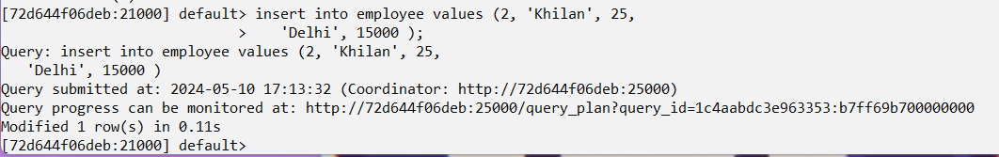 [72d644f06deb:21000] default> insert into employee values (2, 'Khilan', 25,
                            >    'Delhi', 15000 );
Query: insert into employee values (2, 'Khilan', 25,
   'Delhi', 15000 )
Query submitted at: 2024-05-10 17:13:32 (Coordinator: http://72d644f06deb:25000)
Query progress can be monitored at: http://72d644f06deb:25000/query_plan?query_id=1c4aabdc3e963353:b7ff69b700000000
Modified 1 row(s) in 0.11s
[72d644f06deb:21000] default>